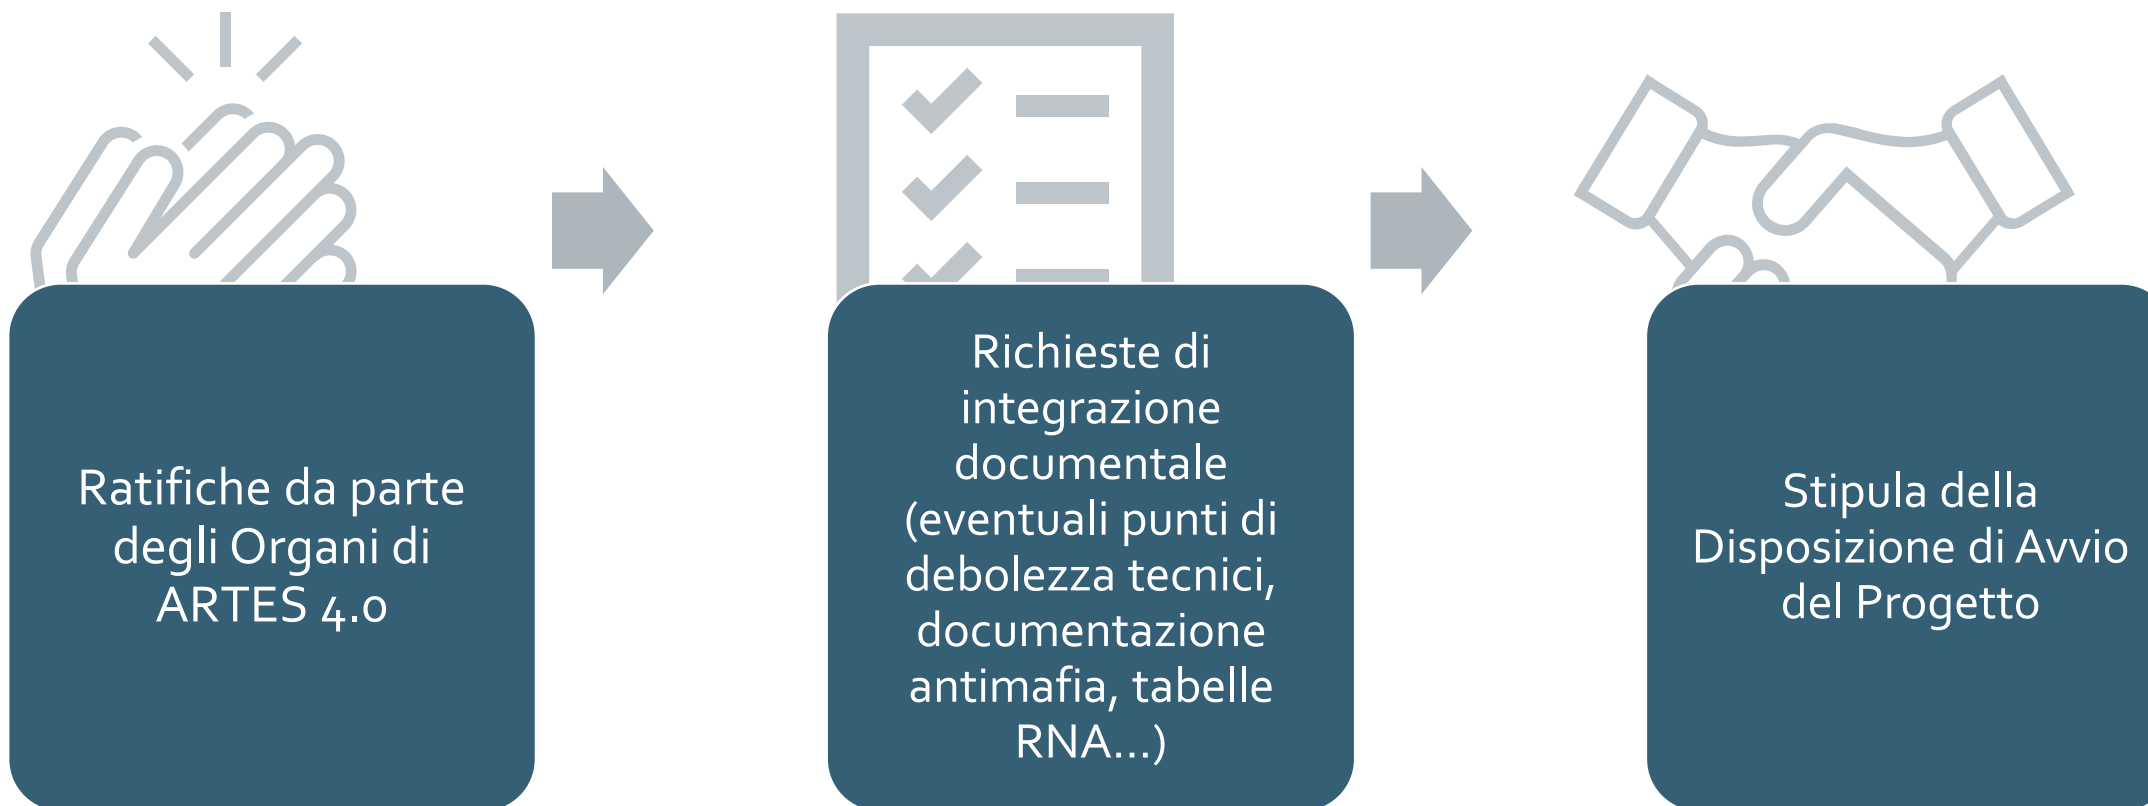 Ratifiche da parte
degli Organi di
ARTES 4.0
Richieste di
integrazione
documentale
(eventuali punti di
debolezza tecnici,
documentazione
antimafia, tabelle
RNA...)
Stipula della
Disposizione di Avvio
del Progetto